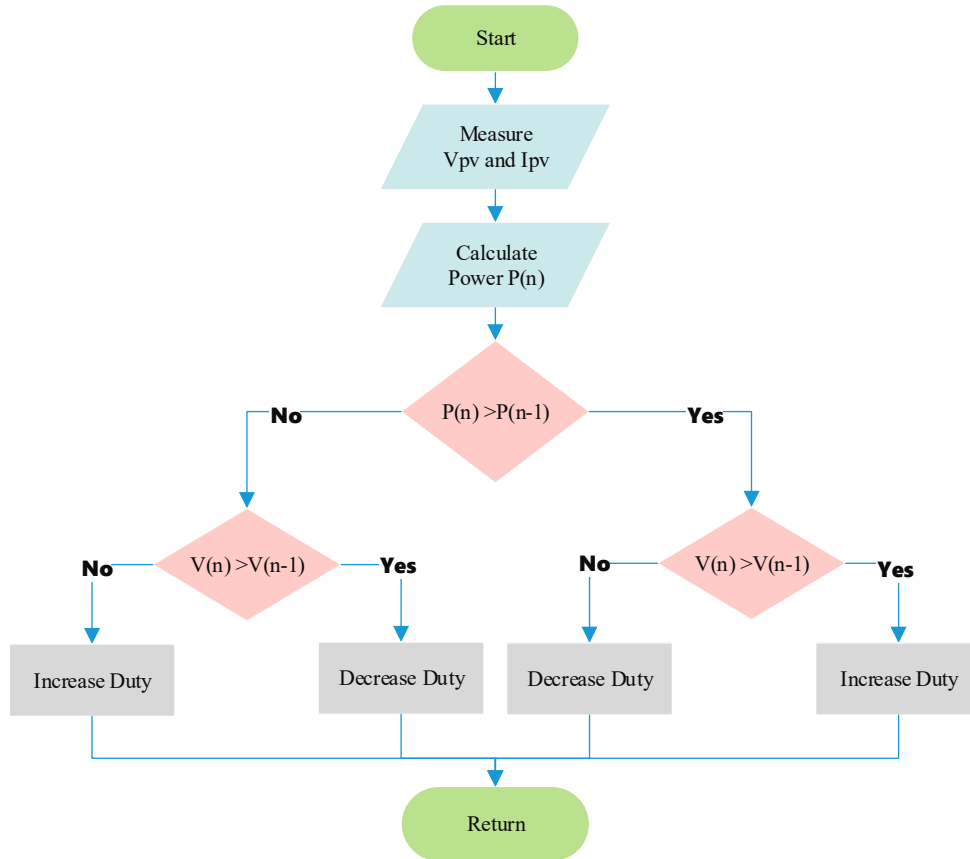 Start
Measure
Vpv and Ipv
Calculate
Power P(n)
P(n) >P(n-1)
No
Yes
V(n) >V(n-1)
V(n) >V(n-1)
No
Yes
No
Yes
Increase Duty
Decrease Duty
Decrease Duty
Increase Duty
Return